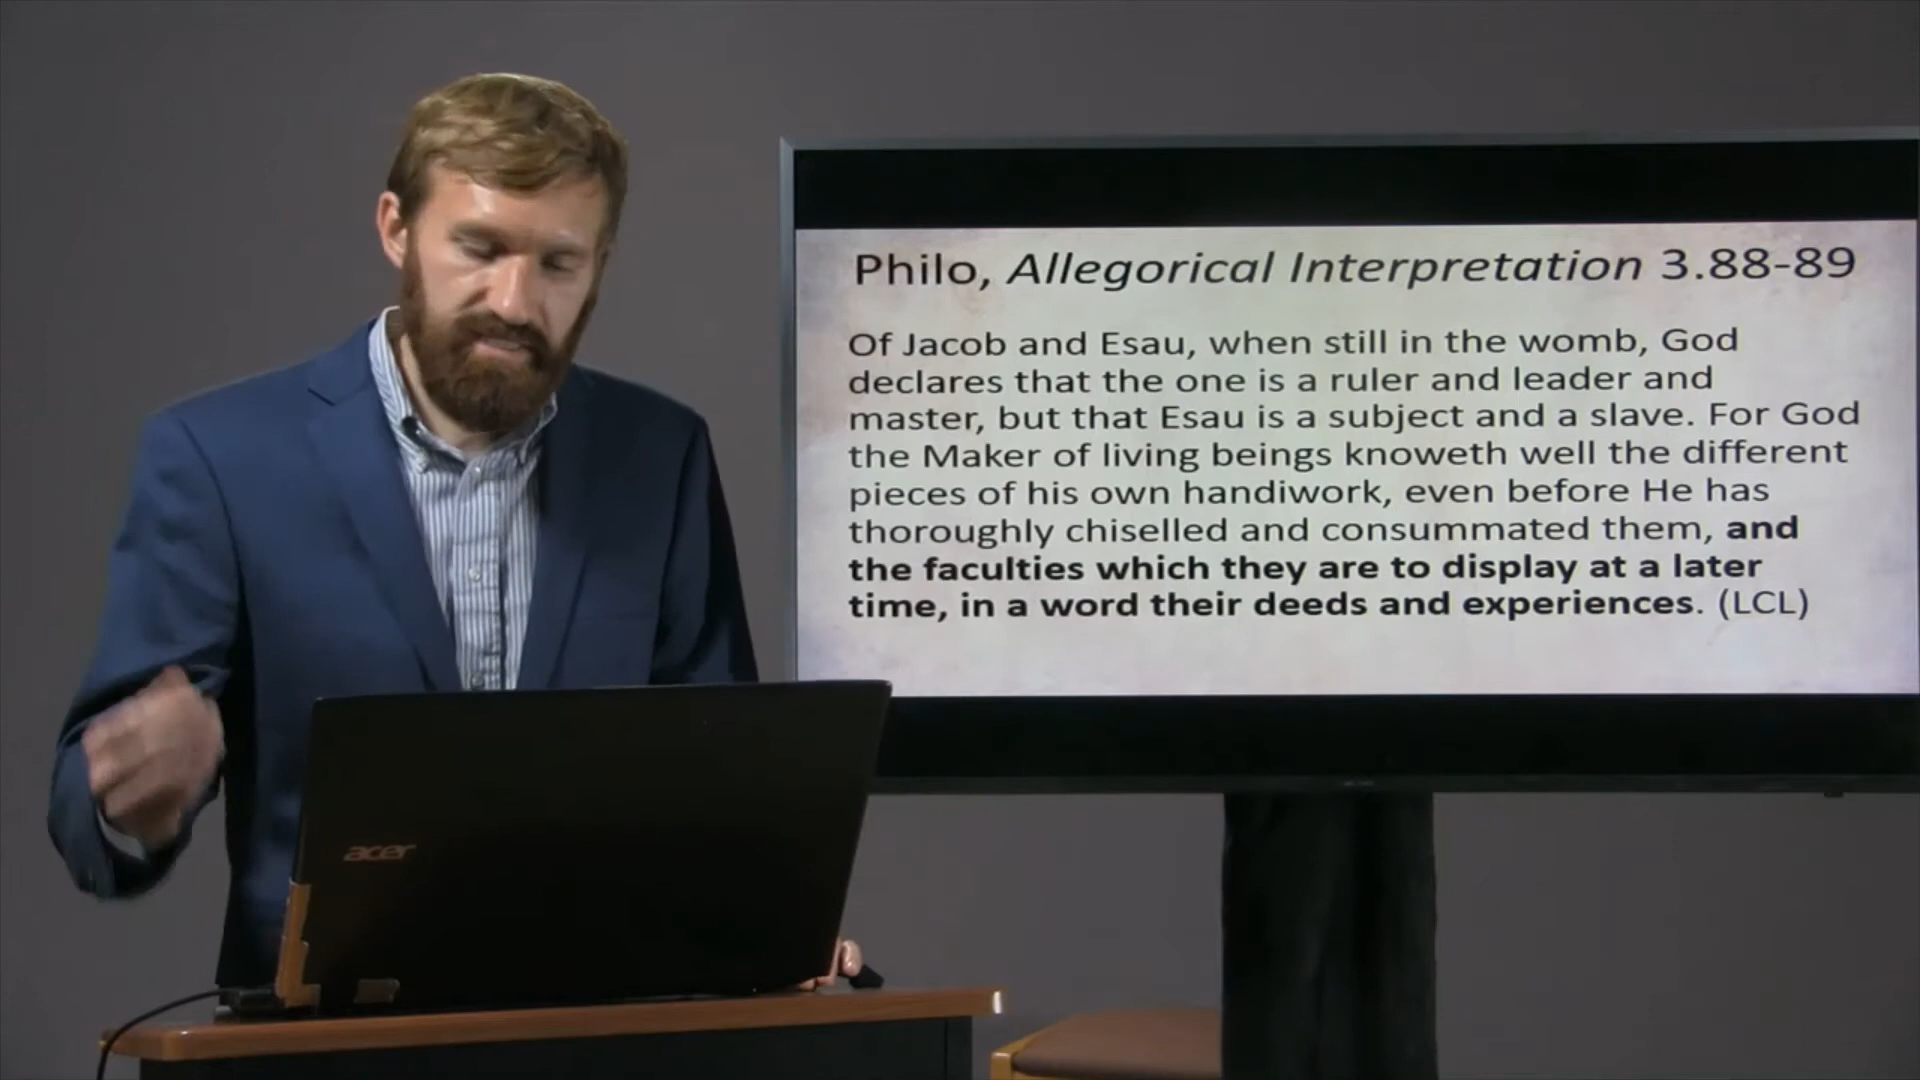 Philo, Allegorical Interpretation 3.88-89
Of Jacob and Esau, when still in the womb, God
declares that the one is a ruler and leader and
master, but that Esau is a subject and a slave. For God
the Maker of living beings knoweth well the different
pieces of his own handiwork, even before He has
thoroughly chiselled and consummated them, and
the faculties which they are to display at a later
time, in a word their deeds and experiences. (LCL)
acer